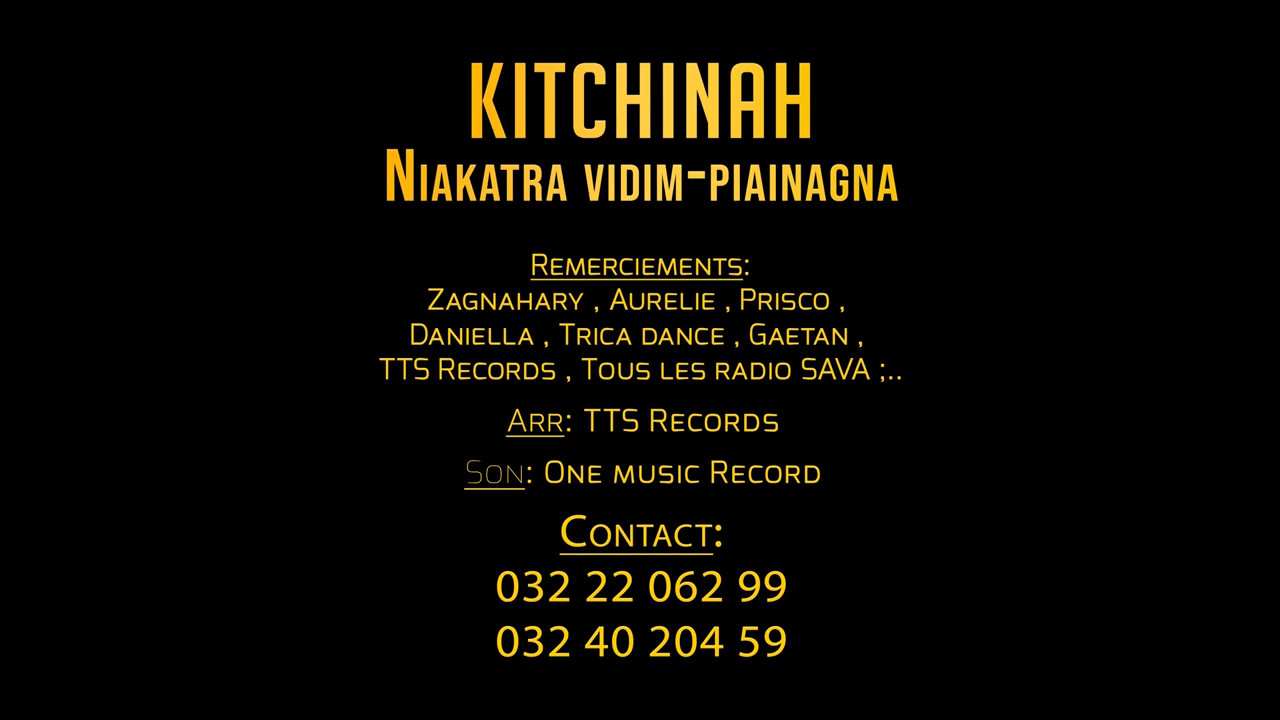 KITCHINAH
Niakatra vidim-piainagna
Remerciements:
Zagnahary , Aurelie , Prisco ,
Daniella , Trica dance , Gaetan ,
TTS Records , Tous les radio SAVA ;..
Arr: TTS Records
Son: One music Record
Contact:
032 22 062 99
032 40 204 59